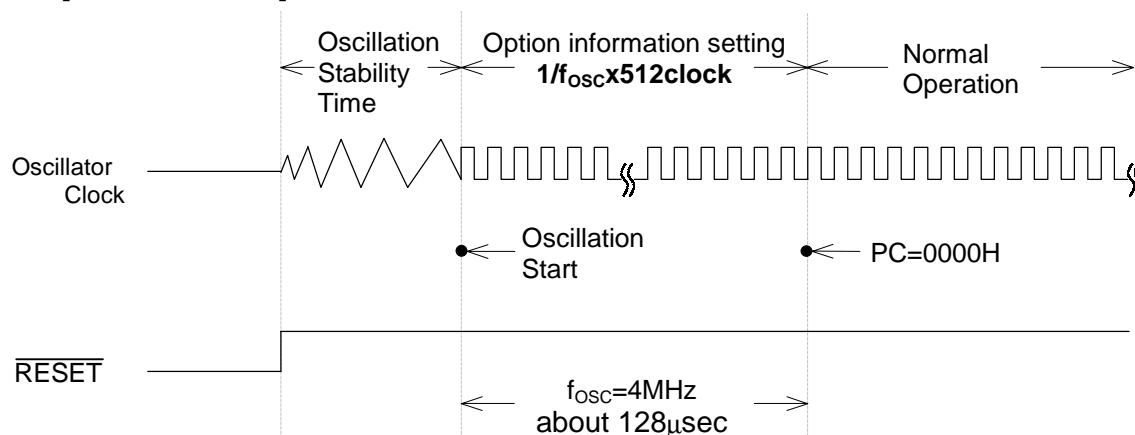 Oscillation
Stability
Time
Option information setting
1/fOSCx512clock
Normal
Operation
Oscillator
Clock
Oscillation
Start
PC=0000H
RESET
fOSC=4MHz
about 128μsec